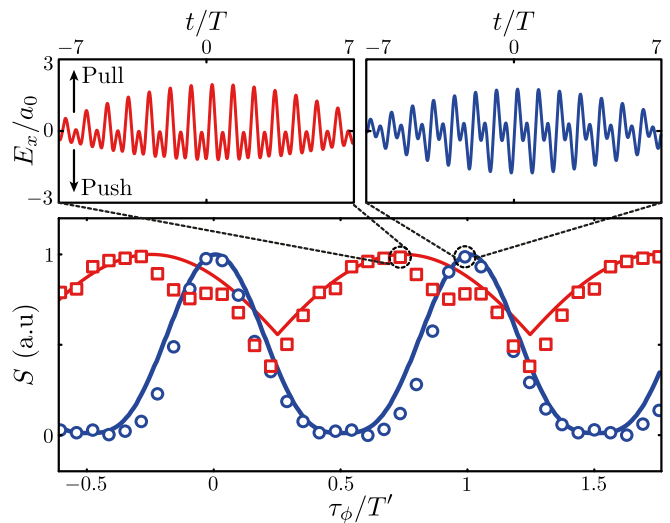 t/T t/T
−7 0 7 −7 0 7
3
Pull
E_x/a_0
0
Push
−3
1
S (a.u)
0
−0.5 0 0.5 1 1.5
τ_ϕ/T′